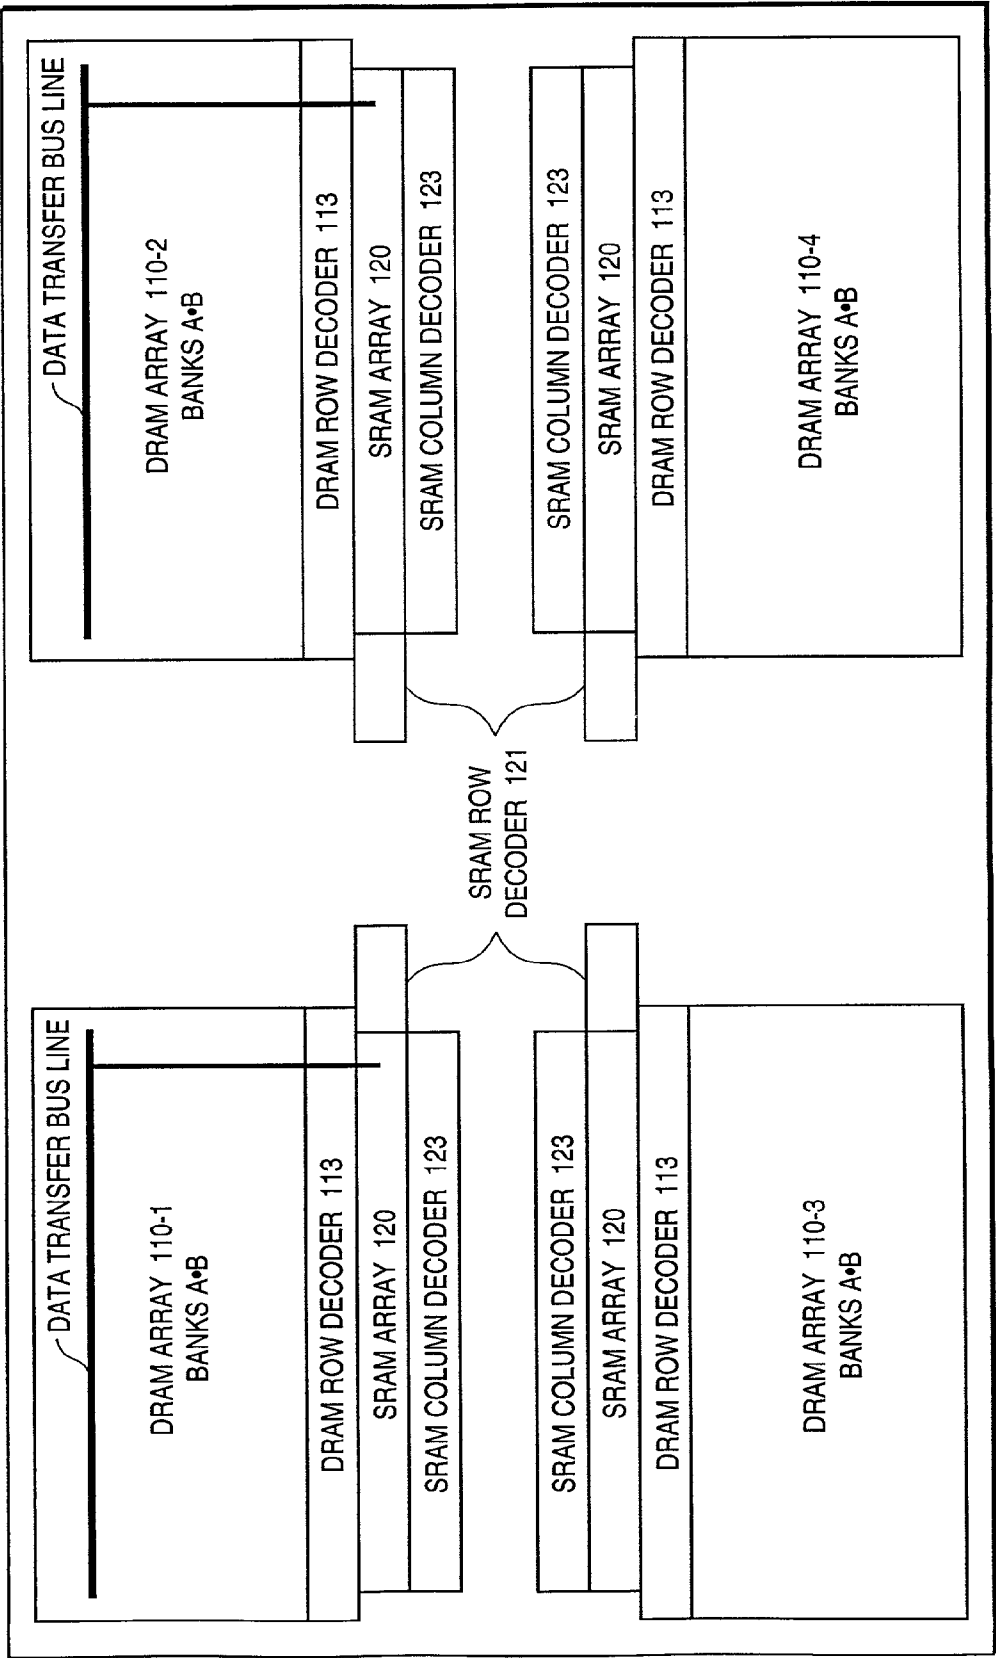 DATA TRANSFER BUS LINE
DRAM ARRAY 110-1
BANKS A•B
DRAM ROW DECODER 113
SRAM ARRAY 120
SRAM COLUMN DECODER 123
DATA TRANSFER BUS LINE
DRAM ARRAY 110-2
BANKS A•B
DRAM ROW DECODER 113
SRAM ARRAY 120
SRAM COLUMN DECODER 123
SRAM ROW
DECODER 121
SRAM COLUMN DECODER 123
SRAM ARRAY 120
DRAM ROW DECODER 113
DRAM ARRAY 110-3
BANKS A•B
SRAM COLUMN DECODER 123
SRAM ARRAY 120
DRAM ROW DECODER 113
DRAM ARRAY 110-4
BANKS A•B